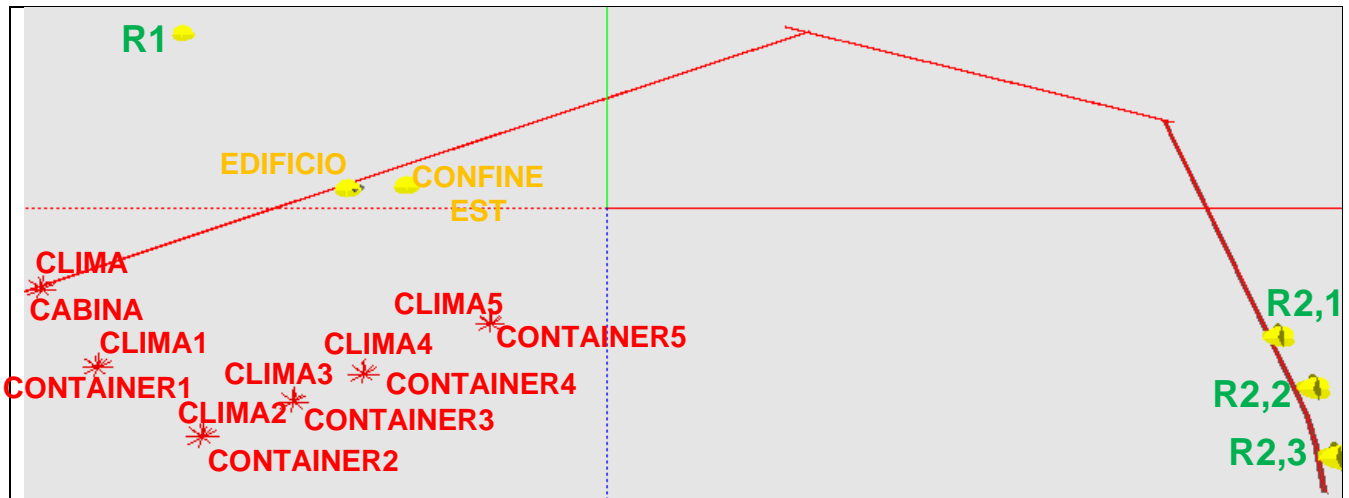 R1
EDIFICIO
CONFINE
EST
CLIMA
CABINA
CLIMA1
CONTAINER1
CLIMA2
CONTAINER2
CLIMA3
CONTAINER3
CLIMA4
CONTAINER4
CLIMA5
CONTAINER5
R2,1
R2,2
R2,3